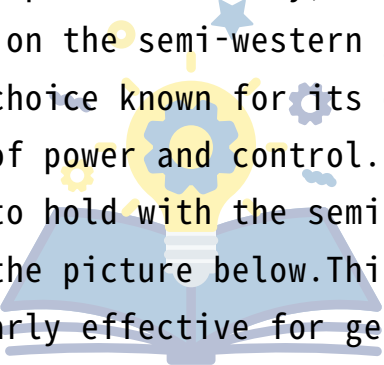 on the semi-western
choice known for its
of power and control.
to hold with the semi
the picture below.Thi
arly effective for ge